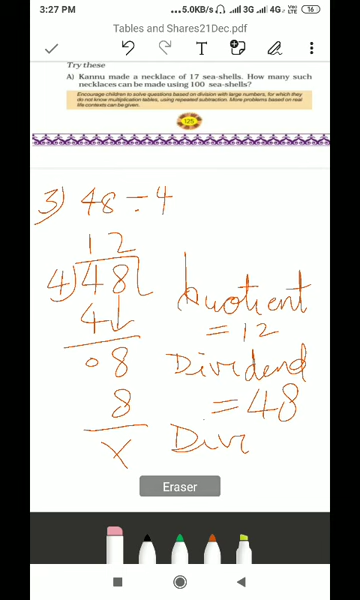 3:27 PM ...5.0KB/s 3G 4G Vo) LTE 16
Tables and Shares21Dec.pdf
T
Try these
A) Kannu made a necklace of 17 sea-shells. How many such
necklaces can be made using 100 sea-shells?
Encourage children to solve questions based on division with large numbers, for which they
do not know multiplication tables, using repeated subtraction. More problems based on real
life contexts can be given.
125
3) 48 ÷ 4
12
4)48( Quotient
4↓ = 12
08 Dividend
8 = 48
x Divi
Eraser